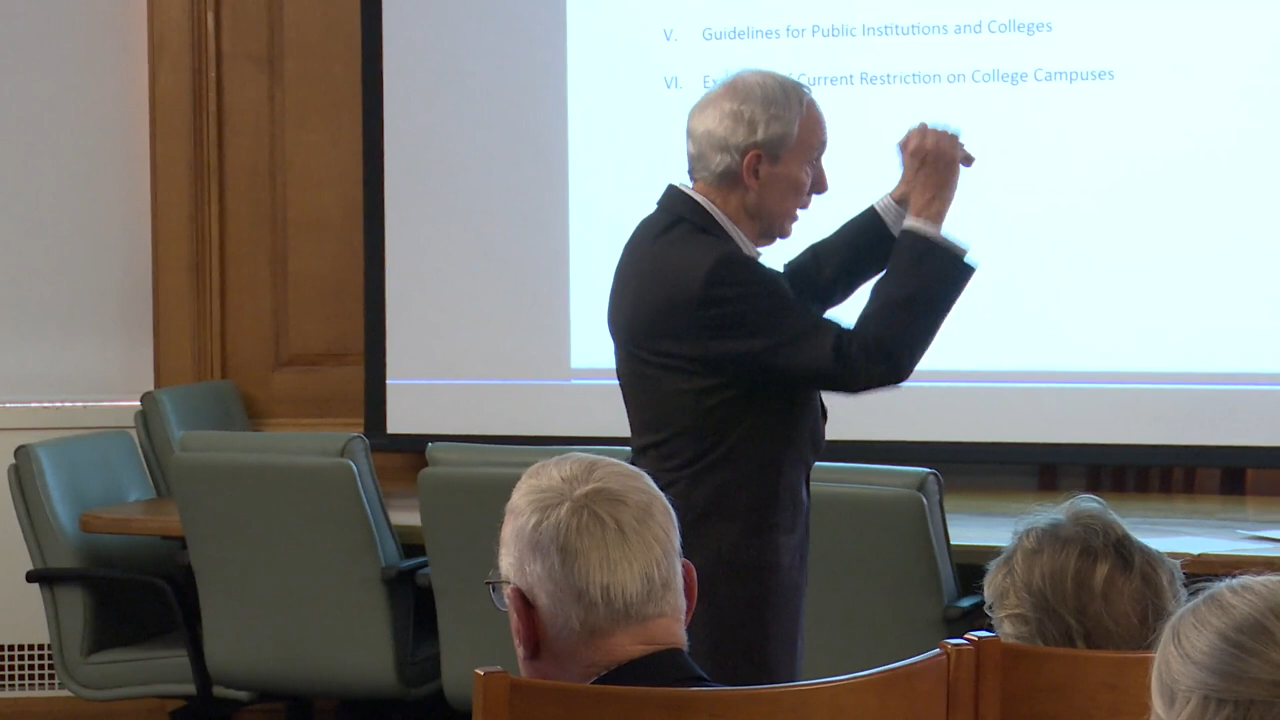 V. Guidelines for Public Institutions and Colleges
VI. Current Restriction on College Campuses